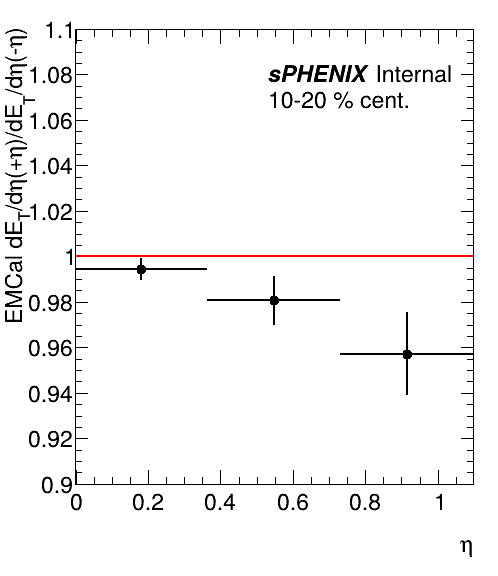 EMCal dE_T/dη(+η)/dE_T/dη(-η)
sPHENIX Internal
10-20 % cent.
1.1
1.08
1.06
1.04
1.02
1
0.98
0.96
0.94
0.92
0.9
0 0.2 0.4 0.6 0.8 1
η